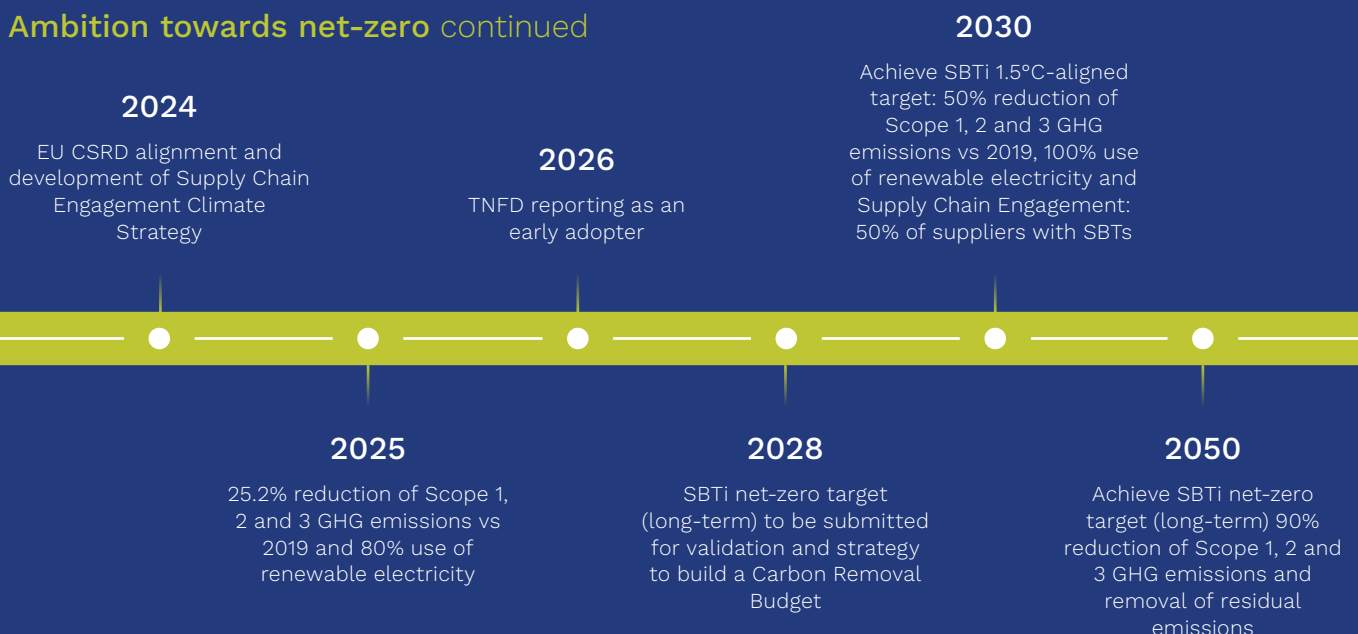 Ambition towards net-zero continued
2024
EU CSRD alignment and
development of Supply Chain
Engagement Climate
Strategy
2025
25.2% reduction of Scope 1,
2 and 3 GHG emissions vs
2019 and 80% use of
renewable electricity
2026
TNFD reporting as an
early adopter
2028
SBTi net-zero target
(long-term) to be submitted
for validation and strategy
to build a Carbon Removal
Budget
2030
Achieve SBTi 1.5°C-aligned
target: 50% reduction of
Scope 1, 2 and 3 GHG
emissions vs 2019, 100% use
of renewable electricity and
Supply Chain Engagement:
50% of suppliers with SBTs
2050
Achieve SBTi net-zero
target (long-term) 90%
reduction of Scope 1, 2 and
3 GHG emissions and
removal of residual
emissions